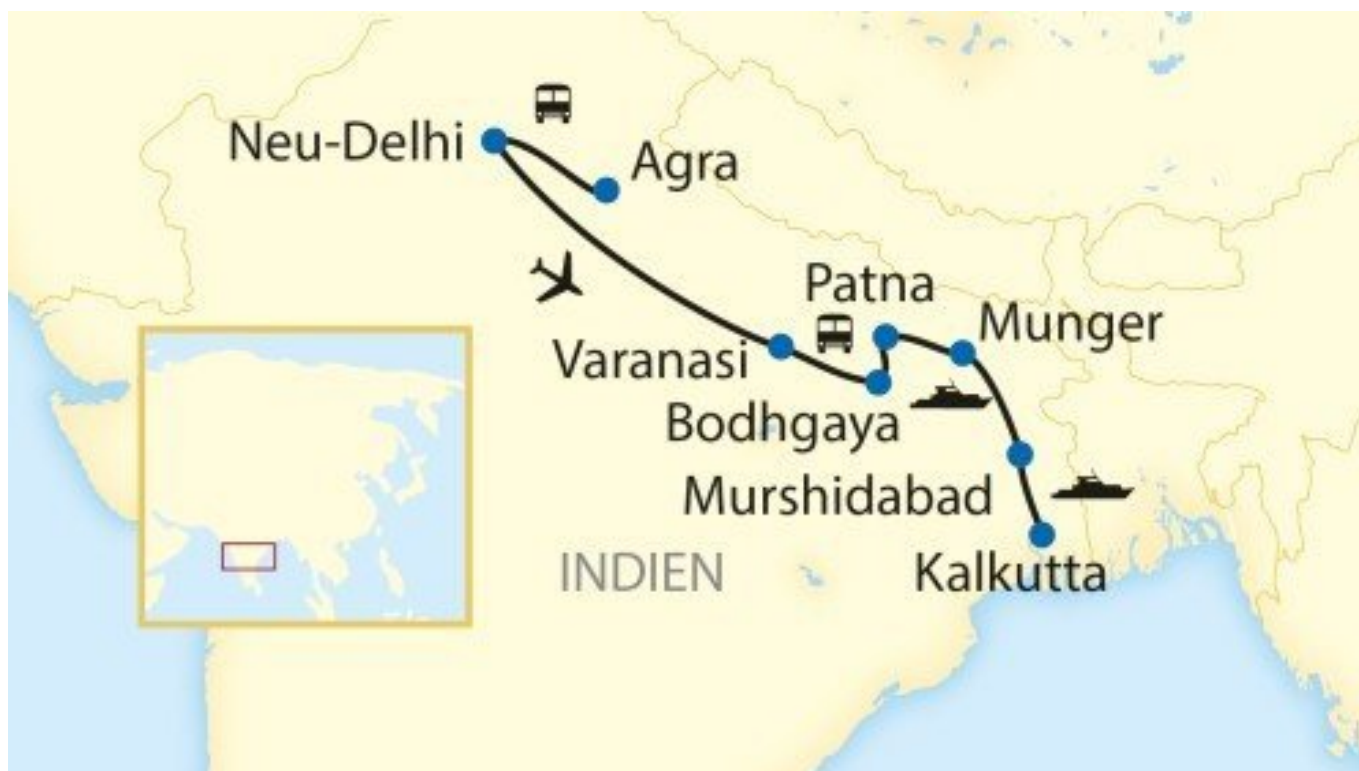 Neu-Delhi
Agra
Patna
Munger
Varanasi
Bodhgaya
Murshidabad
INDIEN
Kalkutta